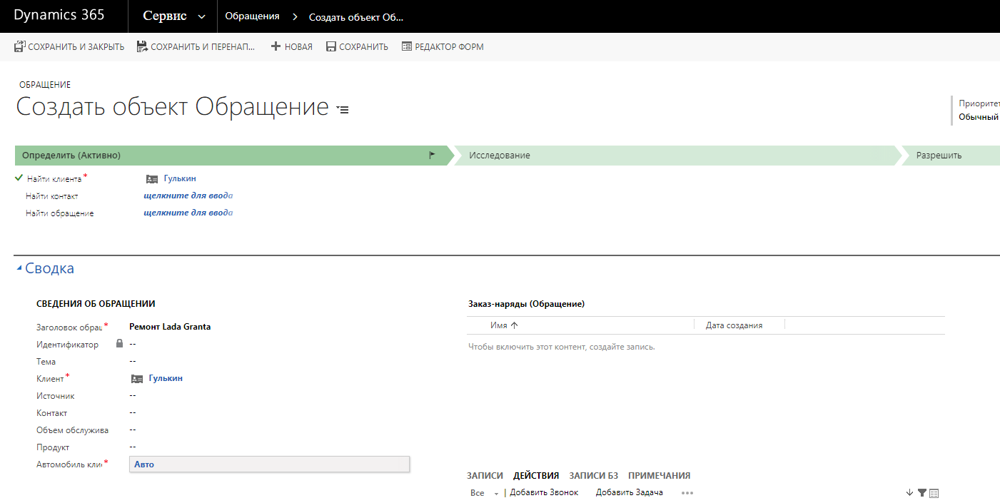 Dynamics 365 Сервис Обращения Создать объект Об...
СОХРАНИТЬ И ЗАКРЫТЬ СОХРАНИТЬ И ПЕРЕНАП... НОВАЯ СОХРАНИТЬ РЕДАКТОР ФОРМ
ОБРАЩЕНИЕ
Создать объект Обращение
Приоритет
Обычный
Определить (Активно) Исследование Разрешить
Найти клиента* Гулькин
Найти контакт щелкните для ввода
Найти обращение щелкните для ввода
Сводка
СВЕДЕНИЯ ОБ ОБРАЩЕНИИ
Заголовок обращ* Ремонт Lada Granta
Идентификатор --
Тема --
Клиент* Гулькин
Источник --
Контакт --
Объем обслужива --
Продукт --
Автомобиль кли* Авто
Заказ-наряды (Обращение)
Имя ↑ Дата создания
Чтобы включить этот контент, создайте запись.
ЗАПИСИ ДЕЙСТВИЯ ЗАПИСИ БЗ ПРИМЕЧАНИЯ
Все | Добавить Звонок Добавить Задача •••